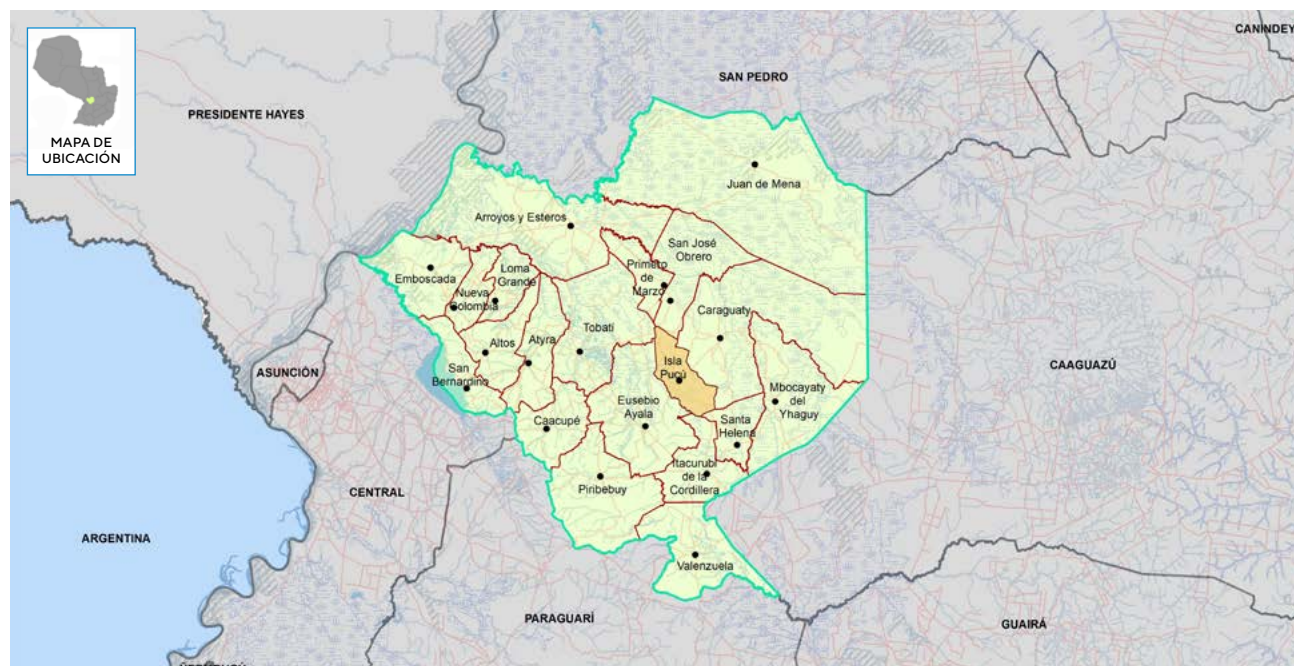 CANINDEY
SAN PEDRO
PRESIDENTE HAYES
MAPA DE
UBICACIÓN
Juan de Mena
Arroyos y Esteros
San José
Obrero
Emboscada
Loma
Grande
Primero
de
Marzo
Nueva
Colombia
Caraguaty
Tobatí
Altos
Atyra
Isla
Pucú
San
Bernardino
ASUNCIÓN
CAAGUAZÚ
Mbocayaty
del
Yhaguy
Eusebio
Ayala
Caacupé
Santa
Helena
Itacurubi
de la
Cordillera
Piribebuy
CENTRAL
ARGENTINA
Valenzuela
PARAGUARÍ
GUAIRÁ